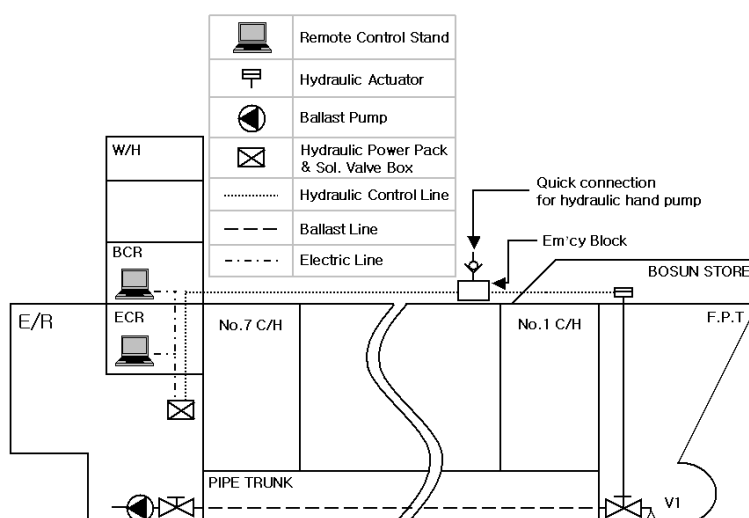 Remote Control Stand
Hydraulic Actuator
Ballast Pump
Hydraulic Power Pack
& Sol. Valve Box
Hydraulic Control Line
Ballast Line
Electric Line
W/H
BCR
ECR
E/R
Quick connection
for hydraulic hand pump
Em'cy Block
BOSUN STORE
No.7 C/H
No.1 C/H
F.P.T
PIPE TRUNK
V1